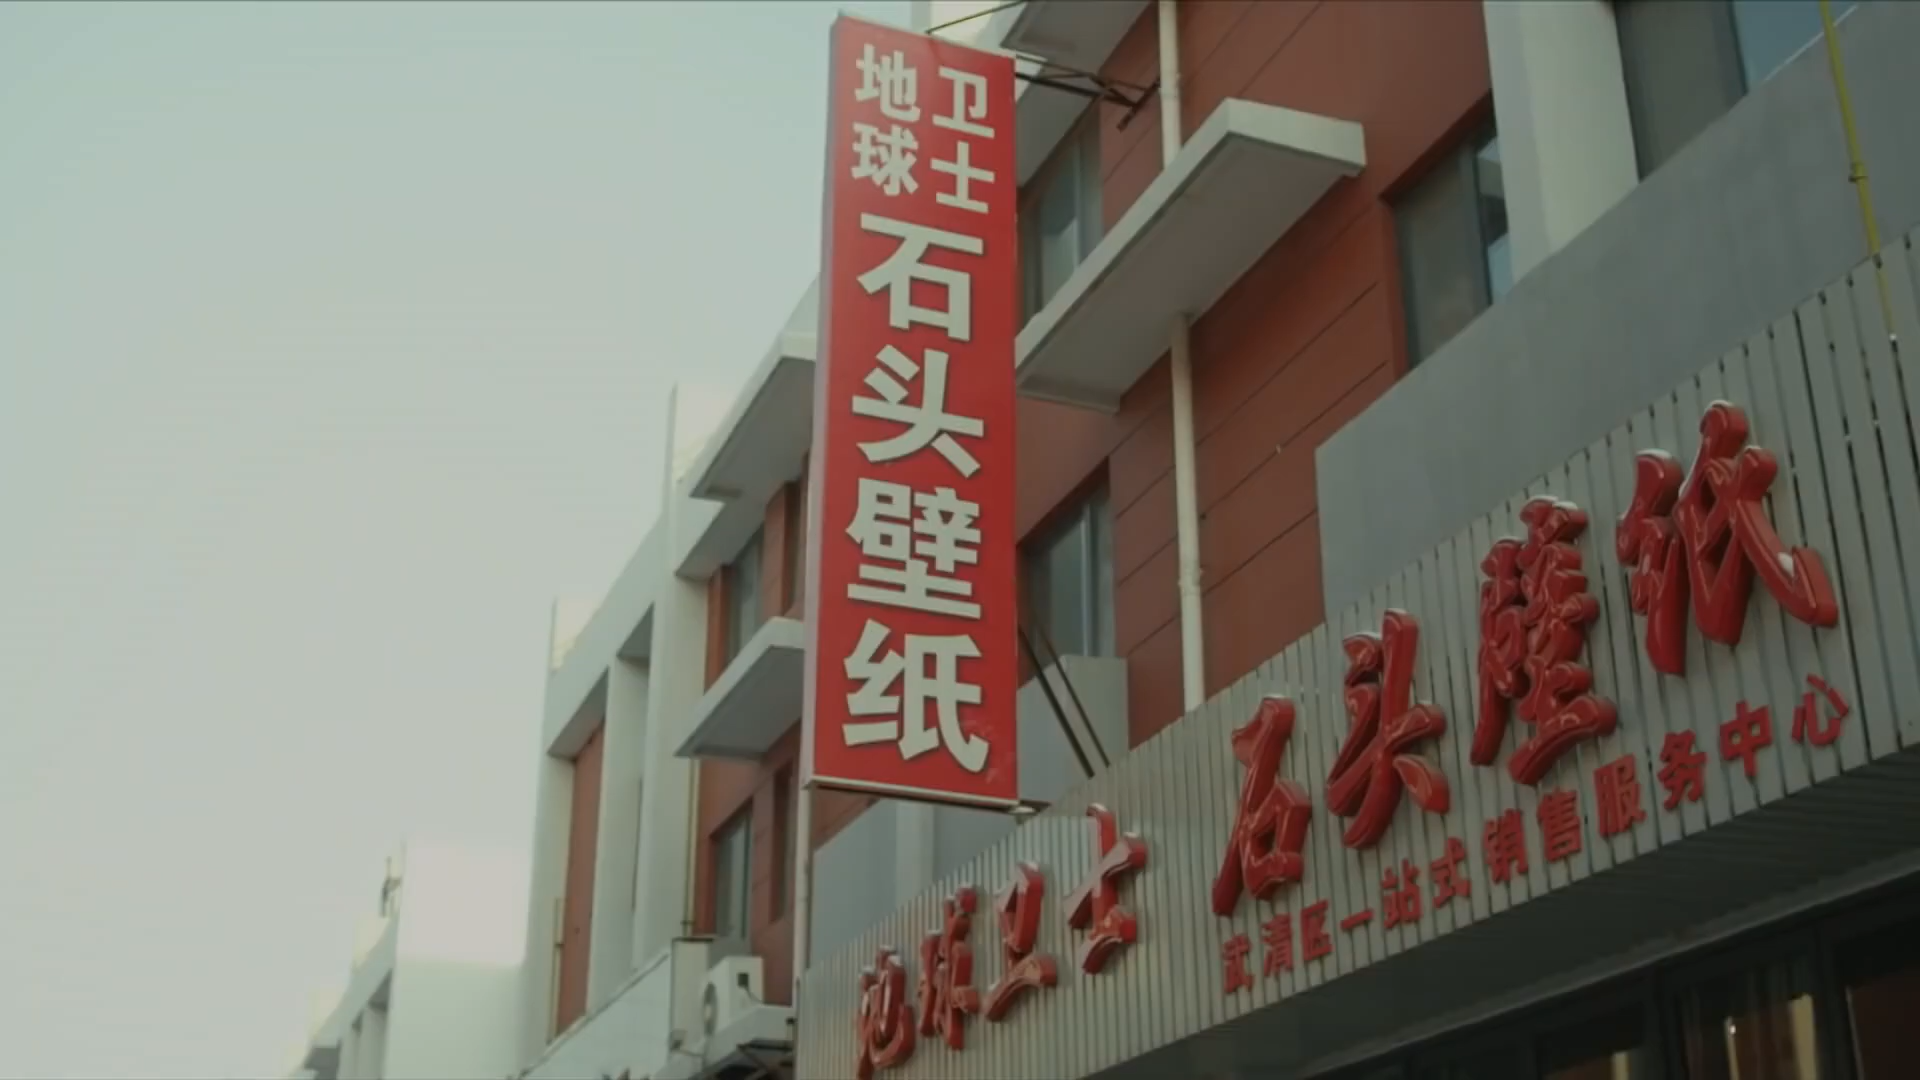 地球卫士
石头壁纸
地球卫士 石头壁纸
武清区一站式销售服务中心